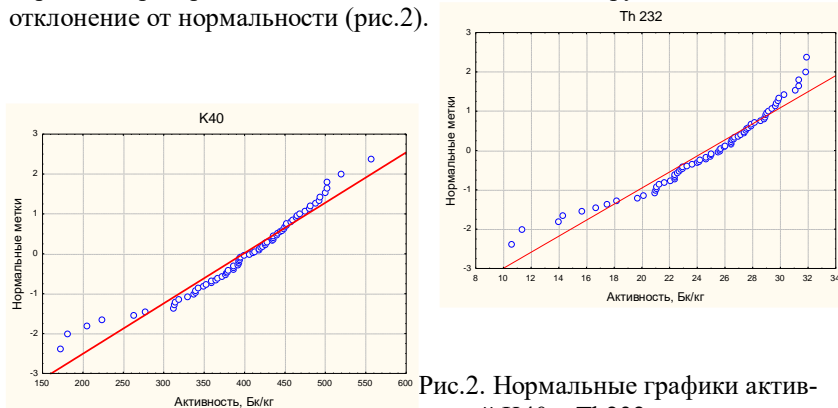 отклонение от нормальности (рис.2).
Th 232
3
2
1
0
-1
-2
-3
Нормальные метки
8 10 12 14 16 18 20 22 24 26 28 30 32 34
Активность, Бк/кг
K40
3
2
1
0
-1
-2
-3
Нормальные метки
150 200 250 300 350 400 450 500 550 600
Активность, Бк/кг
Рис.2. Нормальные графики актив-